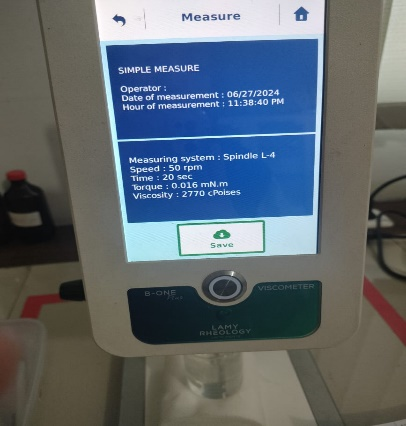 Measure
SIMPLE MEASURE
Operator :
Date of measurement : 06/27/2024
Hour of measurement : 11:38:40 PM
Measuring system : Spindle L-4
Speed : 50 rpm
Time : 20 sec
Torque : 0.016 mN.m
Viscosity : 2770 cPoises
Save
B-ONE
Plus
VISCOMETER
LAMY
RHEOLOGY